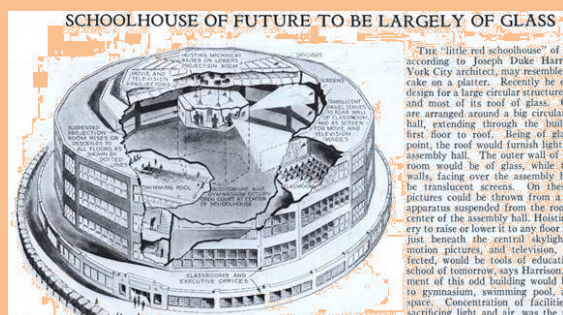 SCHOOLHOUSE OF FUTURE TO BE LARGELY OF GLASS
HOISTING MACHINERY
RAISES OR LOWERS
PROJECTION ROOM
SKYLIGHT
MOVIE AND
TELEVISION
PROJECTORS
SCREENS
TRANSLUCENT
PANEL SERVES
AS REAR WALL
OF CLASSROOM,
AND AS SCREEN
FOR MOVIE AND
TELEVISION
IMAGES
SUSPENDED
PROJECTION
ROOM RISES OR
DESCENDS TO
ALL FLOORS AS
SHOWN BY
DOTTED
LINES
SWIMMING POOL
AUDITORIUM AND
GYMNASIUM OCCUPY
OPEN COURT AT CENTER
OF SCHOOLHOUSE
CLASSROOM
CLASSROOMS AND
EXECUTIVE OFFICES
THE "little red schoolhouse" of
according to Joseph Duke Harr
York City architect, may resemble
cake on a platter. Recently he
design for a large circular structure
and most of its roof of glass.
are arranged around a big circular
hall, extending through the buil
first floor to roof. Being of gla
point, the roof would furnish light
assembly hall. The outer wall of
room would be of glass, while t
walls, facing over the assembly h
be translucent screens. On the
pictures could be thrown from a
apparatus suspended from the roo
center of the assembly hall. Hoistin
ery to raise or lower it to any floor
just beneath the central skyligh
motion pictures, and television,
fected, would be tools of educati
school of tomorrow, says Harrison.
ment of this odd building would
to gymnasium, swimming pool,
space. Concentration of facilitie
sacrificing light and air, was the